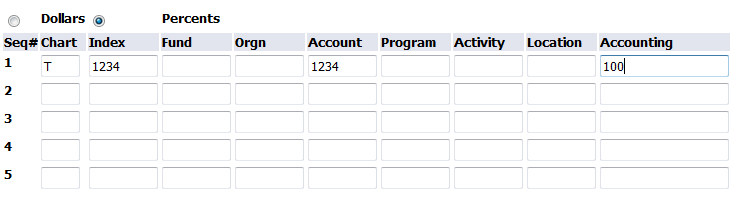 Dollars Percents
Seq# Chart Index Fund Orgn Account Program Activity Location Accounting
1 T 1234 1234 100
2
3
4
5